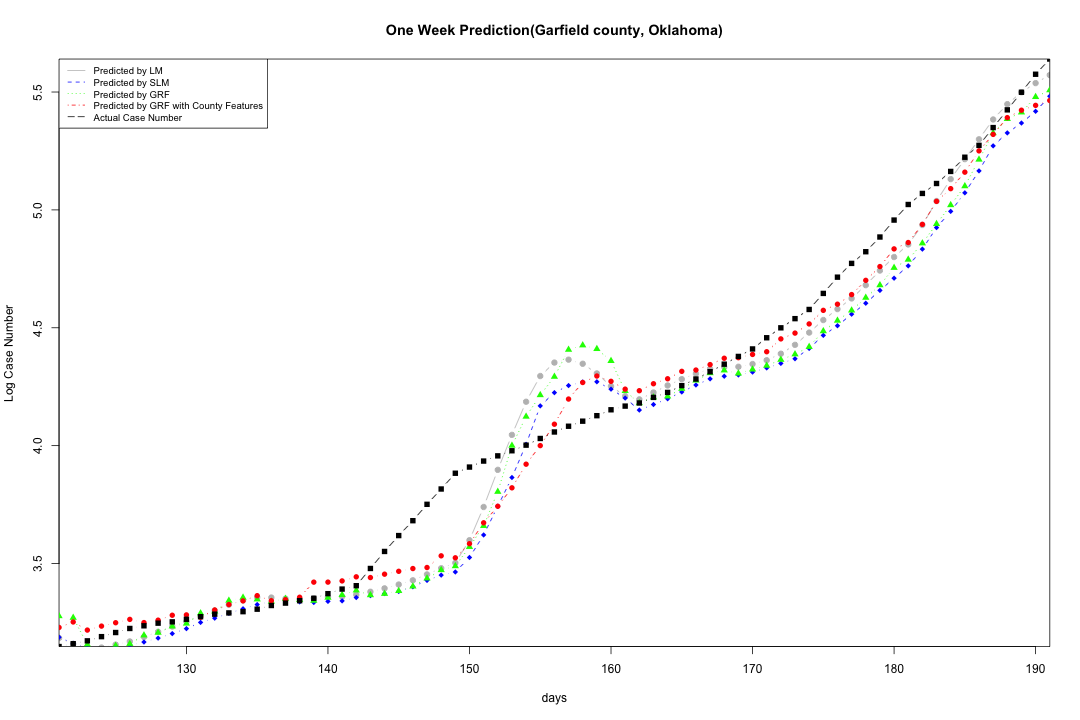 One Week Prediction(Garfield county, Oklahoma)
Predicted by LM
Predicted by SLM
Predicted by GRF
Predicted by GRF with County Features
Actual Case Number
5.5
5.0
4.5
4.0
3.5
Log Case Number
130 140 150 160 170 180 190
days